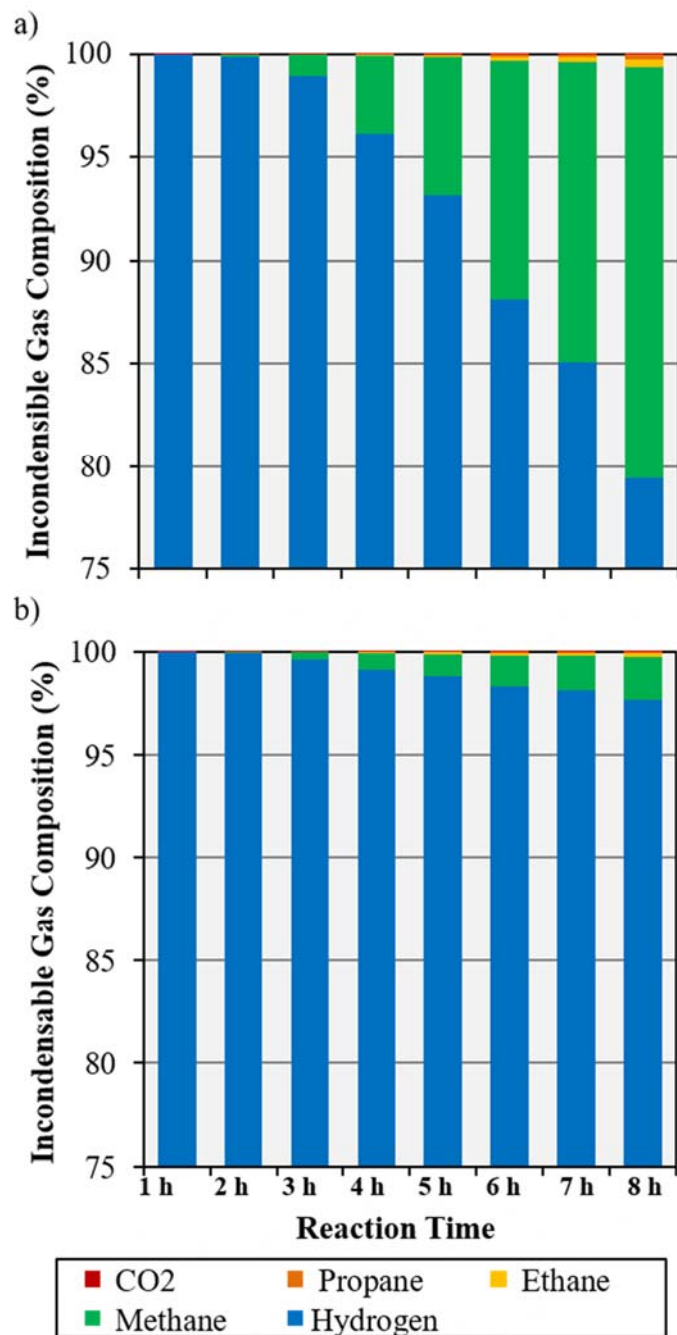 a)
Incondensible Gas Composition (%)
100
95
90
85
80
75
b)
Incondensable Gas Composition (%)
100
95
90
85
80
75
1 h 2 h 3 h 4 h 5 h 6 h 7 h 8 h
Reaction Time
CO2 Propane Ethane
Methane Hydrogen